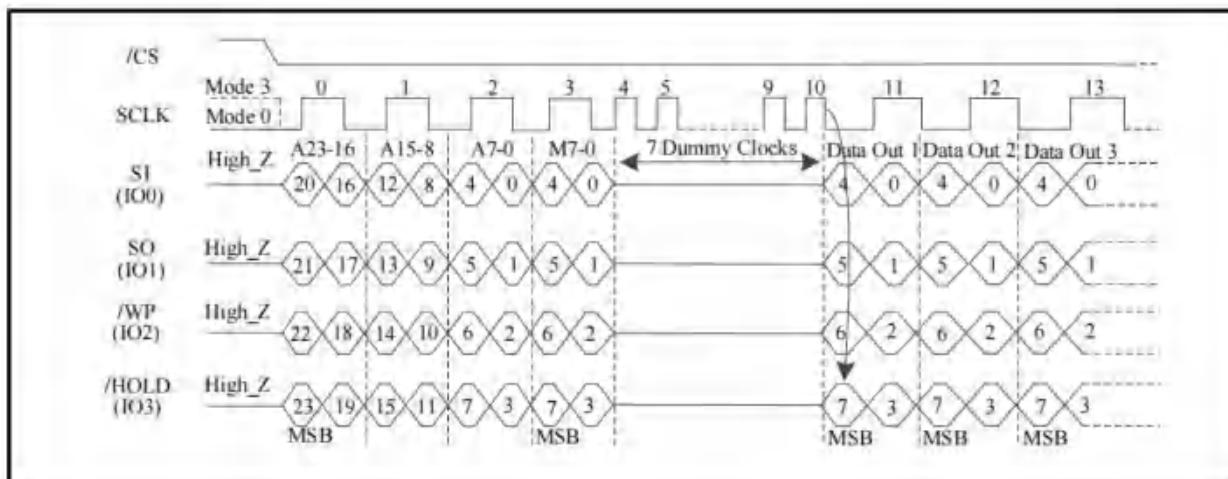 /CS
Mode 3 0 1 2 3 4 5 9 10 11 12 13
SCLK
Mode 0
A23-16 A15-8 A7-0 M7-0 7 Dummy Clocks Data Out 1 Data Out 2 Data Out 3
High_Z
SI
(IO0)
20 16 12 8 4 0 4 0 4 0 4 0 4 0
High_Z
SO
(IO1)
21 17 13 9 5 1 5 1 5 1 5 1 5 1
High_Z
/WP
(IO2)
22 18 14 10 6 2 6 2 6 2 6 2 6 2
High_Z
/HOLD
(IO3)
23 19 15 11 7 3 7 3 7 3 7 3 7 3
MSB MSB MSB MSB MSB